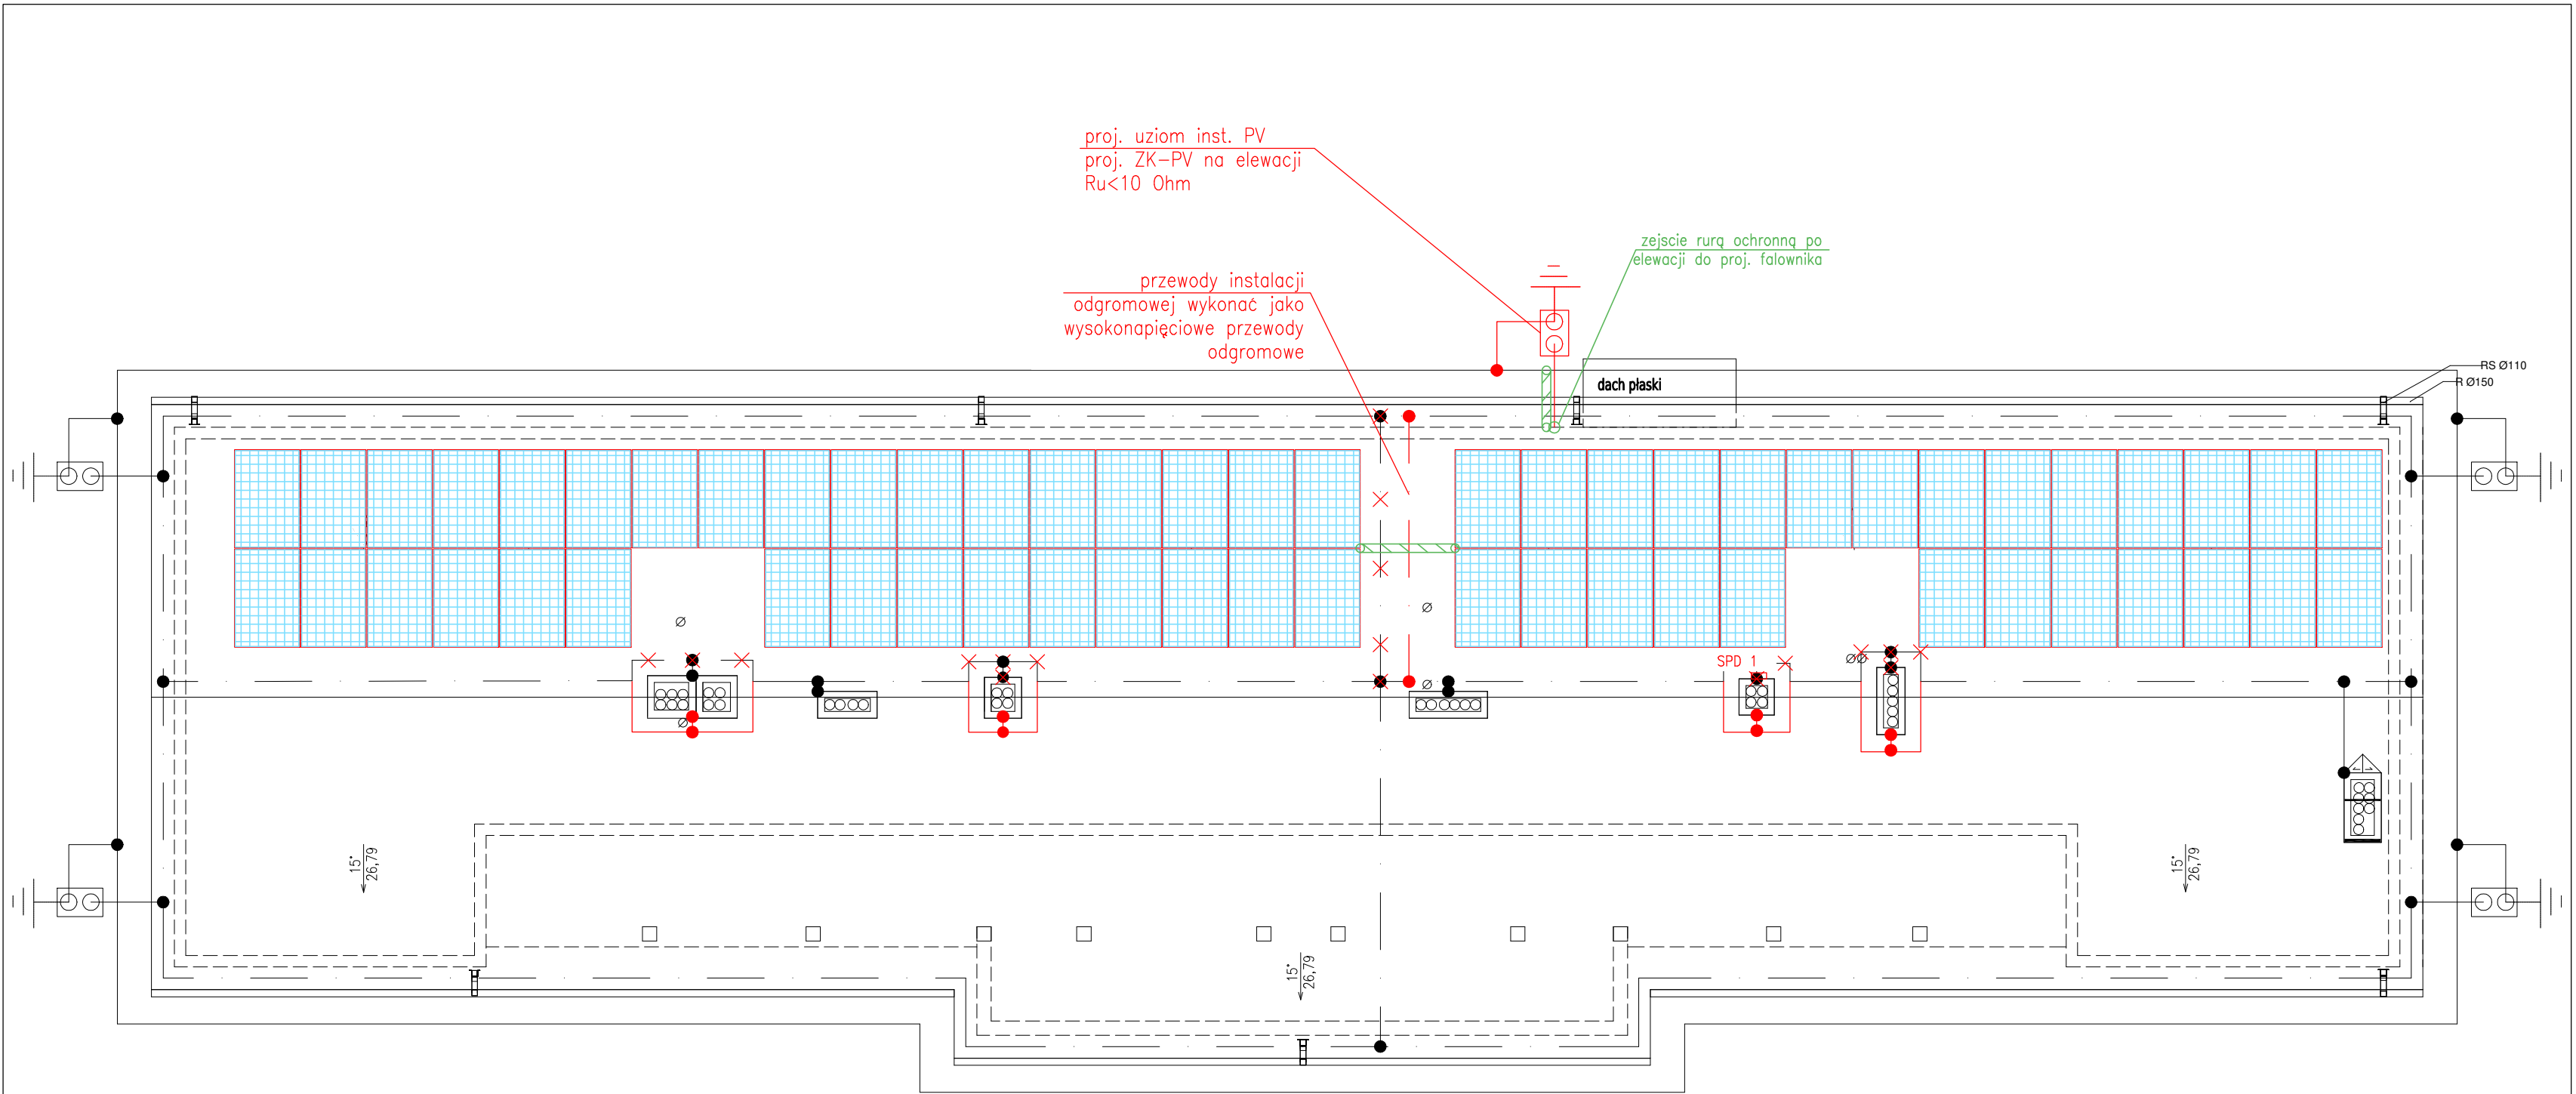 proj. uziom inst. PV
proj. ZK-PV na elewacji
Ru<10 Ohm
zejscie rurą ochronną po
elewacji do proj. falownika
przewody instalacji
odgromowej wykonać jako
wysokonapięciowe przewody
odgromowe
dach płaski
RS Ø110
R Ø150
SPD 1
15°
26,79
15°
26,79
15°
26,79